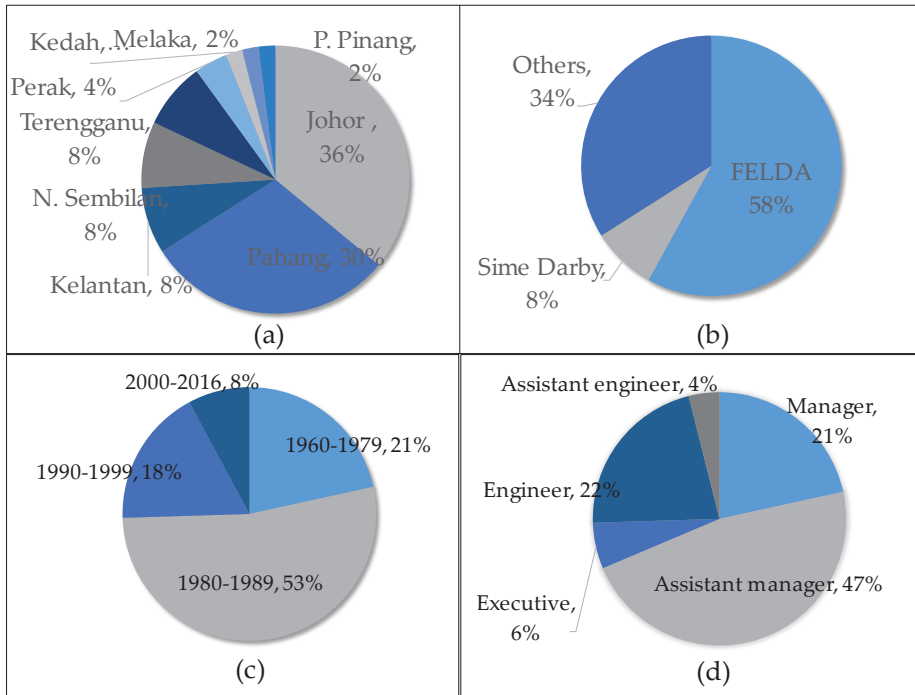 Kedah,...
Melaka, 2%
P. Pinang,
2%
Perak, 4%
Johor ,
36%
Terengganu,
8%
N. Sembilan,
8%
Pahang, 30%
Kelantan, 8%
(a)
Others,
34%
FELDA
58%
Sime Darby,
8%
(b)
2000-2016, 8%
1960-1979, 21%
1990-1999, 18%
1980-1989, 53%
(c)
Assistant engineer, 4%
Manager,
21%
Engineer, 22%
Assistant manager, 47%
Executive,
6%
(d)